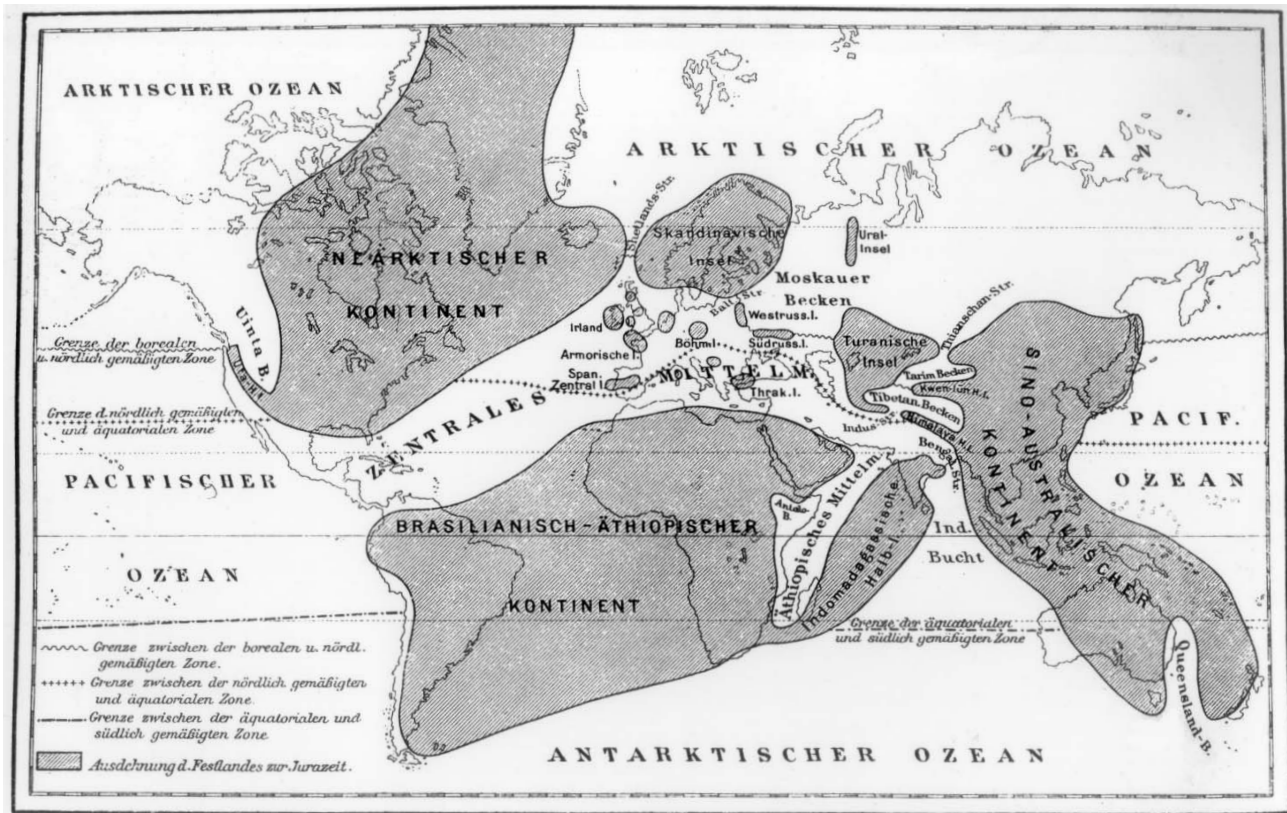 ARKTISCHER OZEAN
ARKTISCHER OZEAN
Shetlands-Str.
Skandinavische
Insel
Ural-
Insel
NEARKTISCHER
KONTINENT
Moskauer
Becken
Balt. Str.
Westruss. I.
Südruss. I.
Irland
Böhm. I.
Armorische I.
Span.
Zentral I.
Thrak. I.
Uinta B.
Grenze der borealen
u. nördlich gemäßigten Zone
Turanische
Insel
Thianschan-Str.
Tarim Becken
Kwen-lun H. I.
Tibetan. Becken
Himalaya H. I.
Indus-Str.
Bengal. Str.
ZENTRALES MITTELM.
Grenze d. nördlich gemäßigten
und äquatorialen Zone
SINO-AUSTRALISCHER
KONTINENT
PACIF.
OZEAN
PACIFISCHER
OZEAN
BRASILIANISCH-ÄTHIOPISCHER
KONTINENT
Äthiopisches Mittelm.
Indomadagassische
Halb-I.
Ind.
Bucht
Grenze der äquatorialen
und südlich gemäßigten Zone
Queensland-B.
Grenze zwischen der borealen u. nördl.
gemäßigten Zone.
Grenze zwischen der nördlich gemäßigten
und äquatorialen Zone.
Grenze zwischen der äquatorialen und
südlich gemäßigten Zone.
Ausdehnung d. Festlandes zur Jurazeit.
ANTARKTISCHER OZEAN